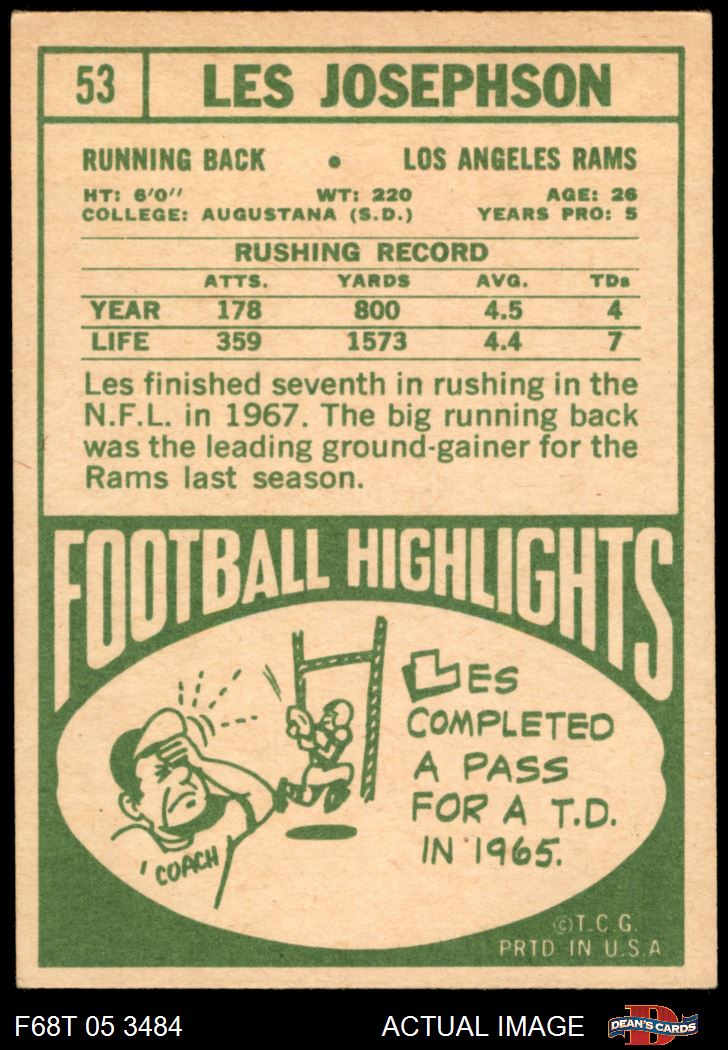 53 LES JOSEPHSON
RUNNING BACK • LOS ANGELES RAMS
HT: 6'0" WT: 220 AGE: 26
COLLEGE: AUGUSTANA (S.D.) YEARS PRO: 5
RUSHING RECORD
ATTS. YARDS AVG. TDs
YEAR 178 800 4.5 4
LIFE 359 1573 4.4 7
Les finished seventh in rushing in the
N.F.L. in 1967. The big running back
was the leading ground-gainer for the
Rams last season.
FOOTBALL HIGHLIGHTS
LES
COMPLETED
A PASS
FOR A T.D.
IN 1965.
COACH
©T.C.G.
PRTD. IN U.S.A
F68T 05 3484 ACTUAL IMAGE
D
DEAN'S CARDS